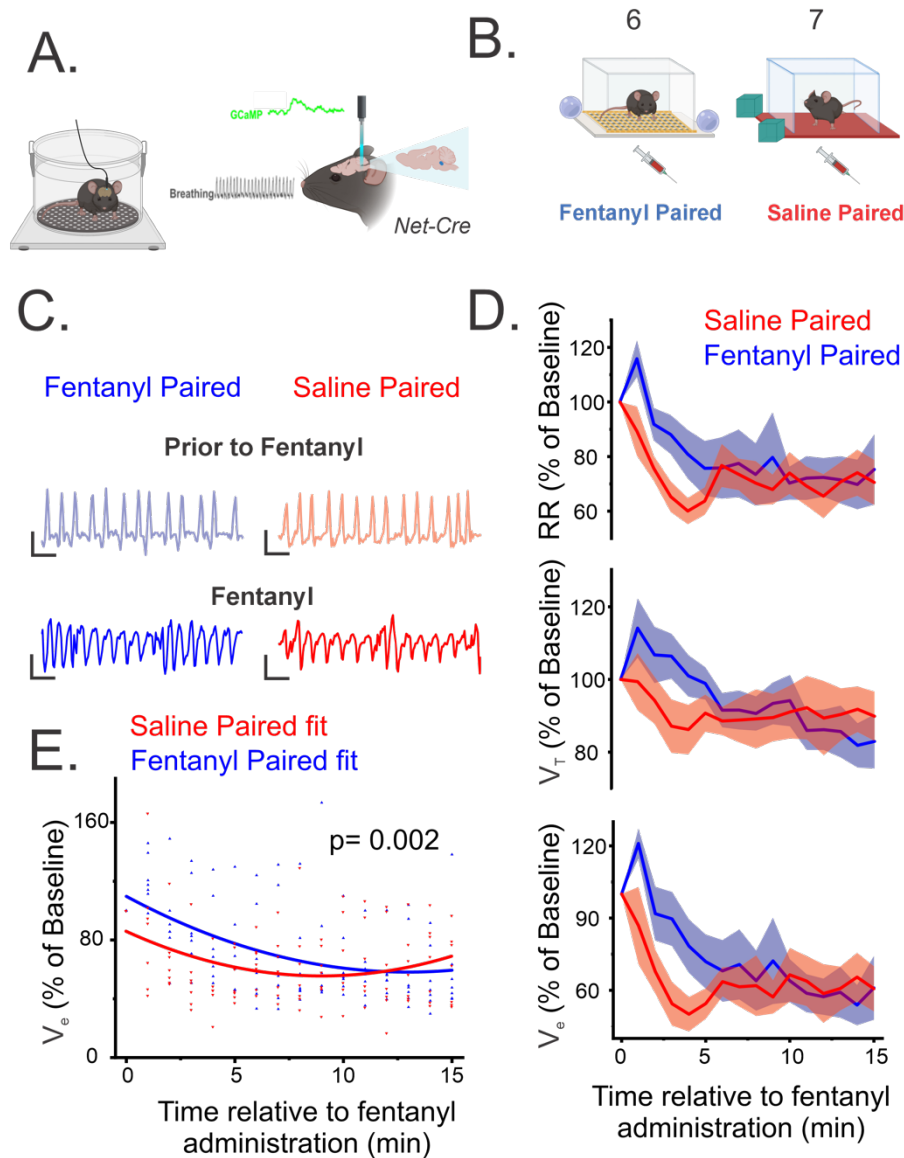 A.
GCaMP
Breathing
Net-Cre
B.
6
7
Fentanyl Paired
Saline Paired
C.
Fentanyl Paired
Saline Paired
Prior to Fentanyl
Fentanyl
D.
Saline Paired
Fentanyl Paired
RR (% of Baseline)
120
100
80
60
V_T (% of Baseline)
120
100
80
V_e (% of Baseline)
120
90
60
0
5
10
15
Time relative to fentanyl
administration (min)
E.
Saline Paired fit
Fentanyl Paired fit
p= 0.002
V_e (% of Baseline)
160
80
0
0
5
10
15
Time relative to fentanyl
administration (min)